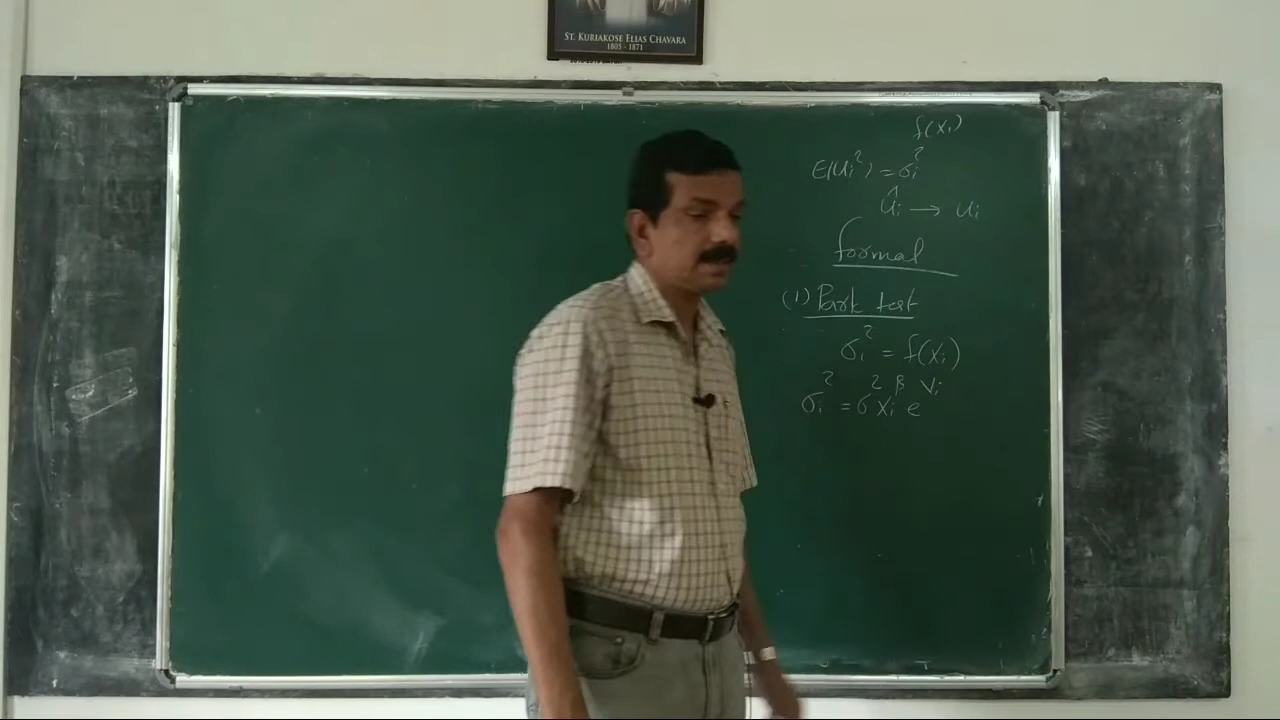 ST. KURIAKOSE ELIAS CHAVARA
1805 - 1871
f(Xi)
E(Ui²) = σi²
Ûi → Ui
formal
(1) Park test
σi² = f(Xi)
σi² = σ² Xi^β e^Vi